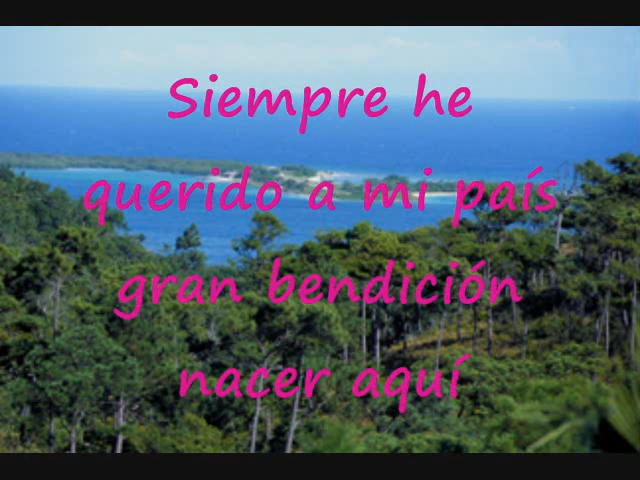 Siempre he
querido a mi país
gran bendición
nacer aquí